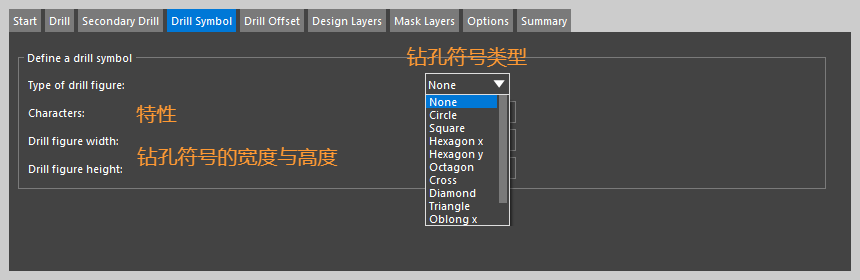 Start Drill Secondary Drill Drill Symbol Drill Offset Design Layers Mask Layers Options Summary
钻孔符号类型
Define a drill symbol
Type of drill figure: None
None
Characters: 特性
Circle
Square
Drill figure width:
Hexagon x
钻孔符号的宽度与高度
Hexagon y
Drill figure height:
Octagon
Cross
Diamond
Triangle
Oblong x